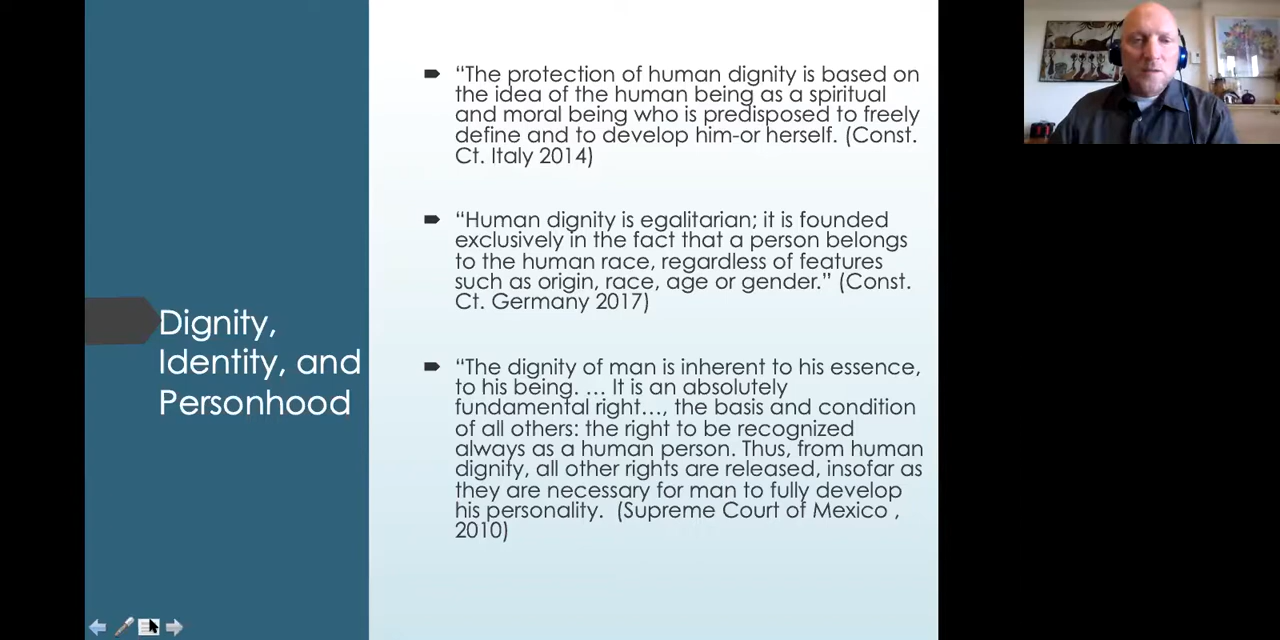 Dignity,
Identity, and
Personhood
“The protection of human dignity is based on
the idea of the human being as a spiritual
and moral being who is predisposed to freely
define and to develop him-or herself. (Const.
Ct. Italy 2014)
“Human dignity is egalitarian; it is founded
exclusively in the fact that a person belongs
to the human race, regardless of features
such as origin, race, age or gender.” (Const.
Ct. Germany 2017)
“The dignity of man is inherent to his essence,
to his being. … It is an absolutely
fundamental right…, the basis and condition
of all others: the right to be recognized
always as a human person. Thus, from human
dignity, all other rights are released, insofar as
they are necessary for man to fully develop
his personality.  (Supreme Court of Mexico ,
2010)